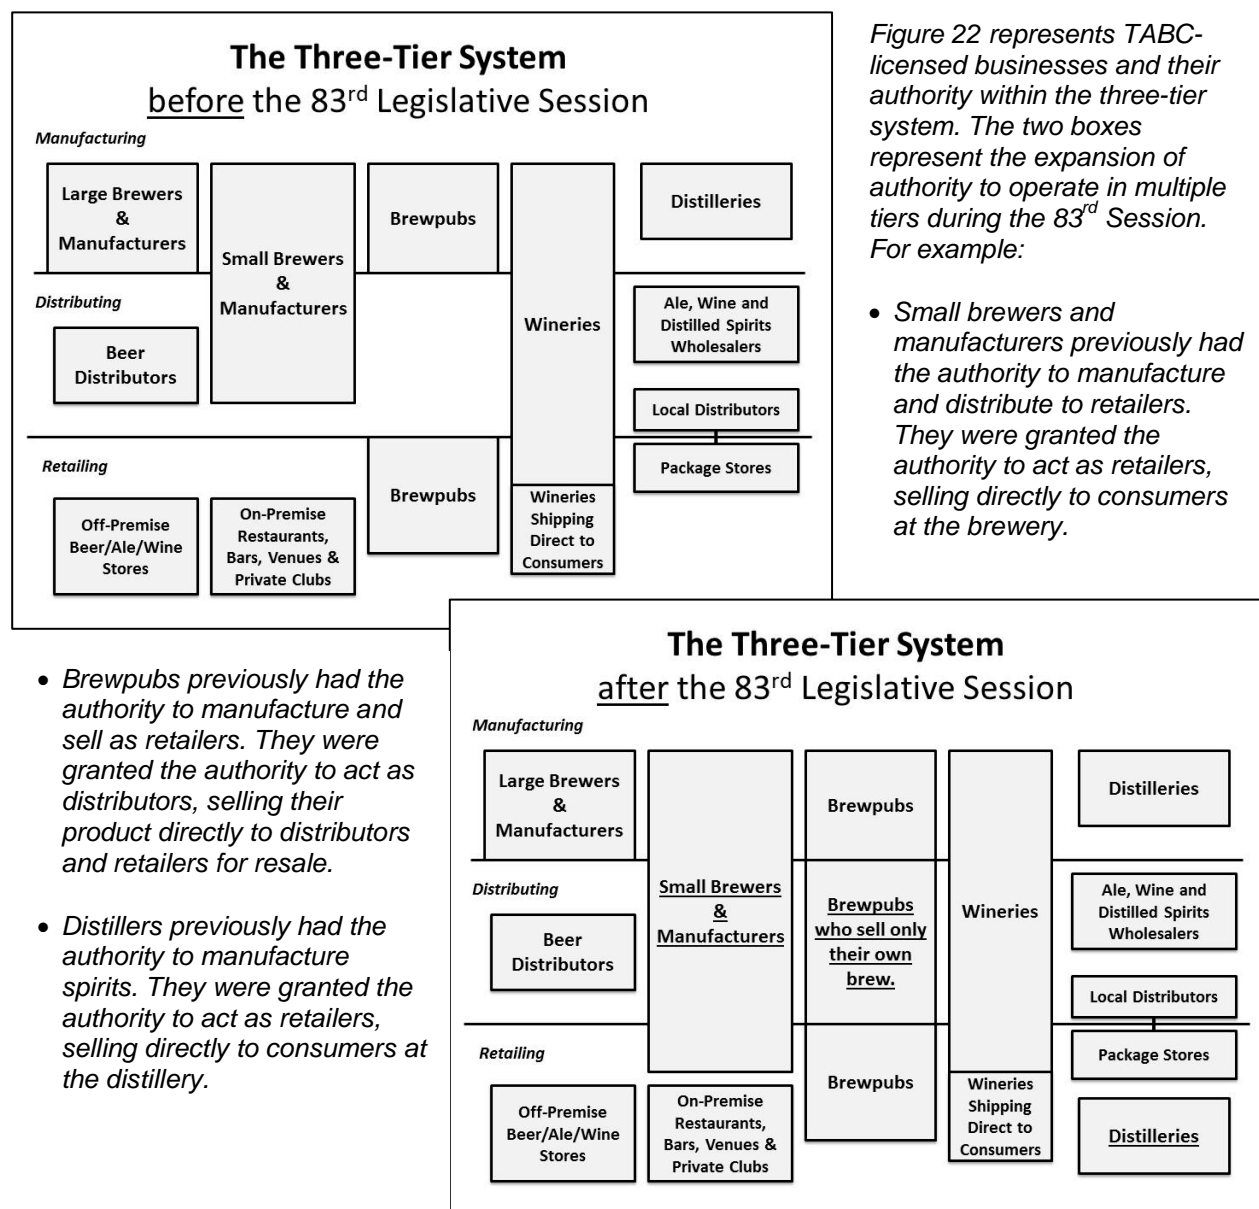 The Three-Tier System
before the 83rd Legislative Session
Manufacturing
Large Brewers
&
Manufacturers
Small Brewers
&
Manufacturers
Brewpubs
Wineries
Distilleries
Distributing
Beer
Distributors
Ale, Wine and
Distilled Spirits
Wholesalers
Local Distributors
Retailing
Off-Premise
Beer/Ale/Wine
Stores
On-Premise
Restaurants,
Bars, Venues &
Private Clubs
Brewpubs
Wineries
Shipping
Direct to
Consumers
Package Stores
Figure 22 represents TABC-
licensed businesses and their
authority within the three-tier
system. The two boxes
represent the expansion of
authority to operate in multiple
tiers during the 83rd Session.
For example:
• Small brewers and
manufacturers previously had
the authority to manufacture
and distribute to retailers.
They were granted the
authority to act as retailers,
selling directly to consumers
at the brewery.
• Brewpubs previously had the
authority to manufacture and
sell as retailers. They were
granted the authority to act as
distributors, selling their
product directly to distributors
and retailers for resale.
• Distillers previously had the
authority to manufacture
spirits. They were granted the
authority to act as retailers,
selling directly to consumers at
the distillery.
The Three-Tier System
after the 83rd Legislative Session
Manufacturing
Large Brewers
&
Manufacturers
Small Brewers
&
Manufacturers
Brewpubs
Wineries
Distilleries
Distributing
Beer
Distributors
Brewpubs
who sell only
their own
brew.
Ale, Wine and
Distilled Spirits
Wholesalers
Local Distributors
Retailing
Off-Premise
Beer/Ale/Wine
Stores
On-Premise
Restaurants,
Bars, Venues &
Private Clubs
Brewpubs
Wineries
Shipping
Direct to
Consumers
Package Stores
Distilleries